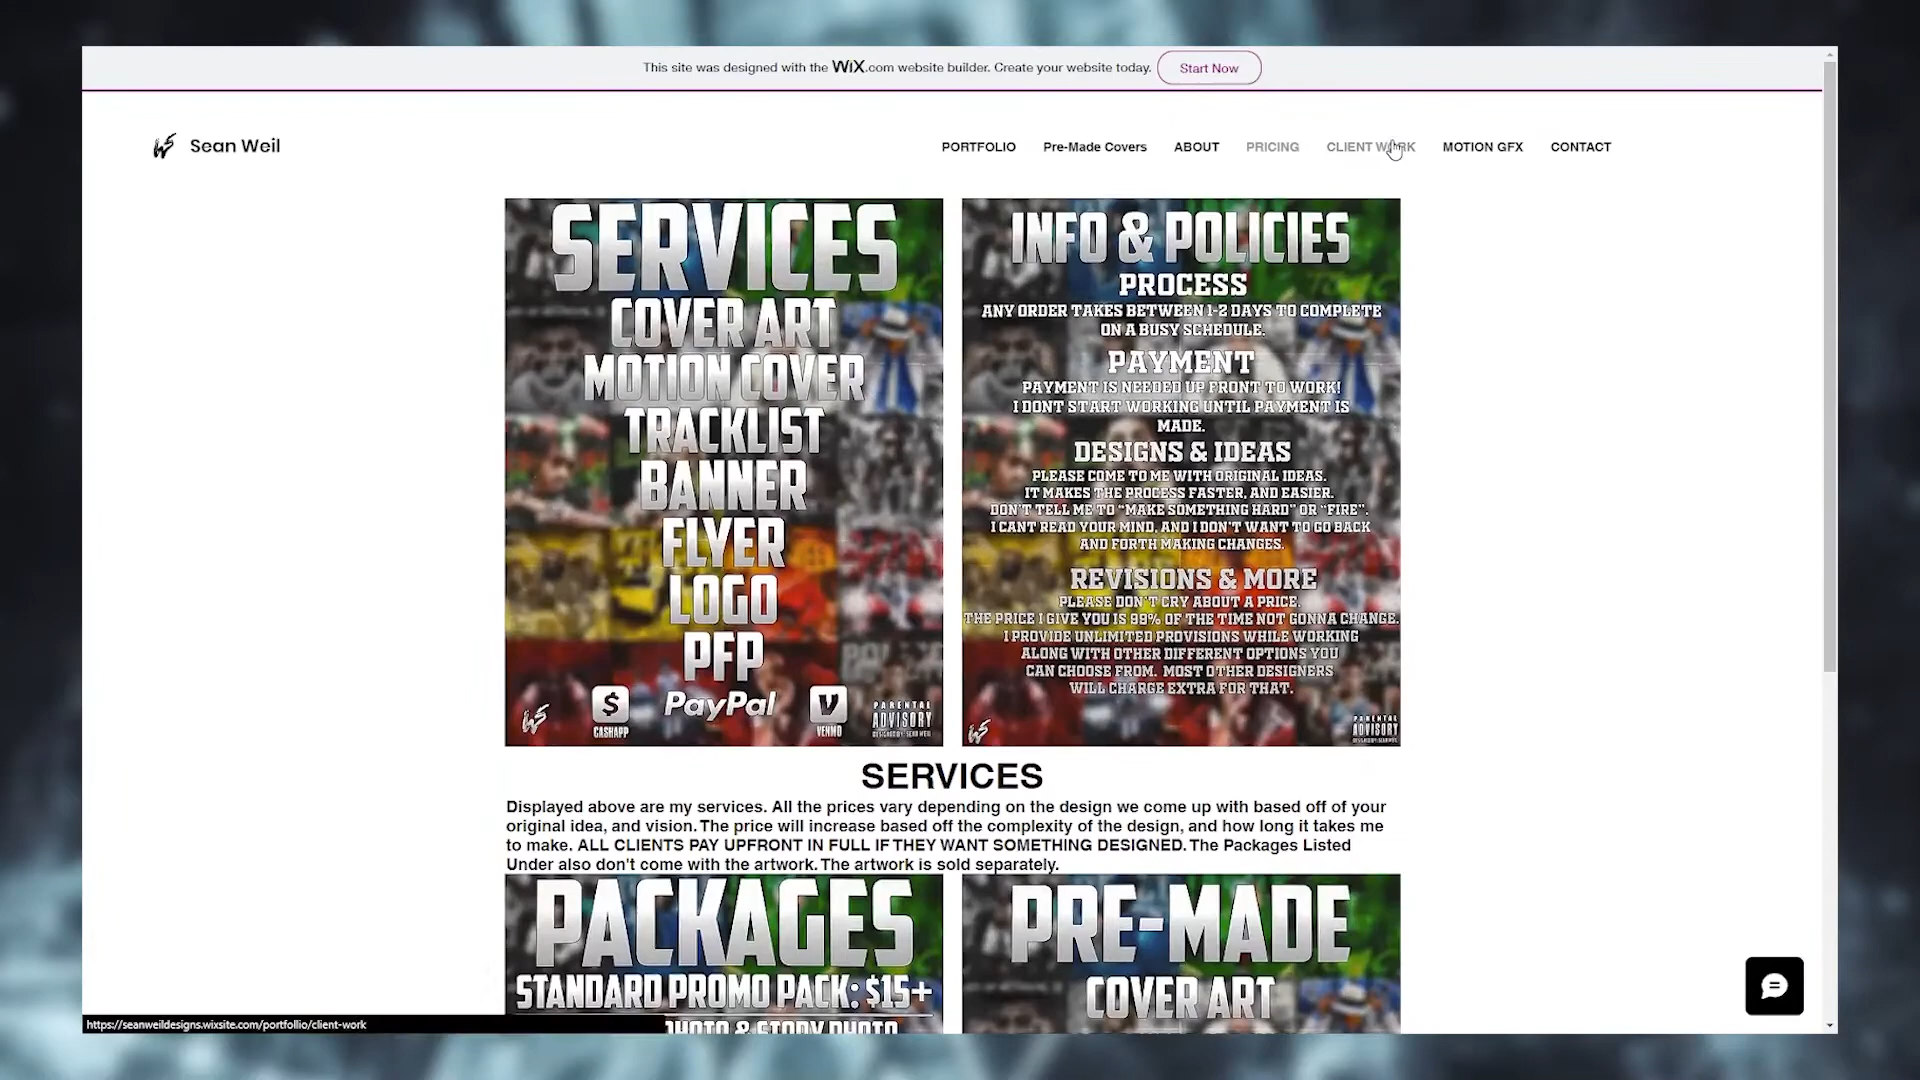 This site was designed with the WiX.com website builder. Create your website today. Start Now
Sean Weil
PORTFOLIO Pre-Made Covers ABOUT PRICING CLIENT WORK MOTION GFX CONTACT
SERVICES
COVER ART
MOTION COVER
TRACKLIST
BANNER
FLYER
LOGO
PFP
CASHAPP
PayPal
VENMO
PARENTAL
ADVISORY
DESIGNED BY: SEAN WEIL
INFO & POLICIES
PROCESS
ANY ORDER TAKES BETWEEN 1-2 DAYS TO COMPLETE
ON A BUSY SCHEDULE.
PAYMENT
PAYMENT IS NEEDED UP FRONT TO WORK!
I DONT START WORKING UNTIL PAYMENT IS
MADE.
DESIGNS & IDEAS
PLEASE COME TO ME WITH ORIGINAL IDEAS.
IT MAKES THE PROCESS FASTER, AND EASIER.
DON'T TELL ME TO "MAKE SOMETHING HARD" OR "FIRE".
I CANT READ YOUR MIND, AND I DON'T WANT TO GO BACK
AND FORTH MAKING CHANGES.
REVISIONS & MORE
PLEASE DON'T CRY ABOUT A PRICE.
THE PRICE I GIVE YOU IS 99% OF THE TIME NOT GONNA CHANGE.
I PROVIDE UNLIMITED PROVISIONS WHILE WORKING
ALONG WITH OTHER DIFFERENT OPTIONS YOU
CAN CHOOSE FROM. MOST OTHER DESIGNERS
WILL CHARGE EXTRA FOR THAT.
PARENTAL
ADVISORY
SERVICES
Displayed above are my services. All the prices vary depending on the design we come up with based off of your
original idea, and vision. The price will increase based off the complexity of the design, and how long it takes me
to make. ALL CLIENTS PAY UPFRONT IN FULL IF THEY WANT SOMETHING DESIGNED. The Packages Listed
Under also don't come with the artwork. The artwork is sold separately.
PACKAGES
STANDARD PROMO PACK: $15+
PHOTO & STORY PHOTO
PRE-MADE
COVER ART
https://seanweildesigns.wixsite.com/portfollio/client-work